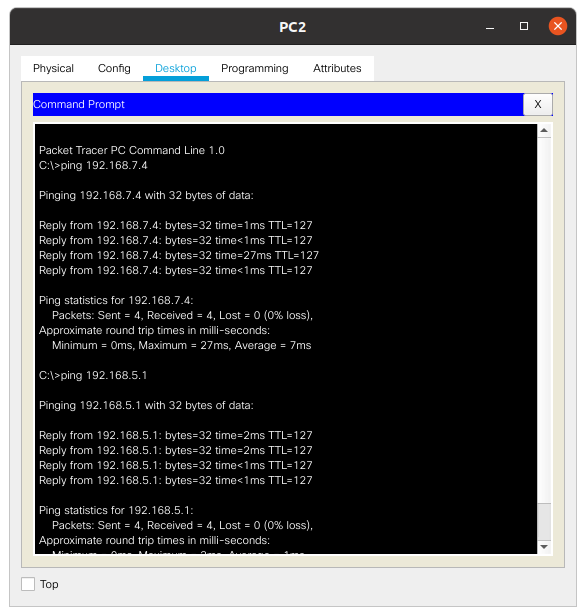 PC2
Physical Config Desktop Programming Attributes
Command Prompt
X
Packet Tracer PC Command Line 1.0
C:\>ping 192.168.7.4
Pinging 192.168.7.4 with 32 bytes of data:
Reply from 192.168.7.4: bytes=32 time=1ms TTL=127
Reply from 192.168.7.4: bytes=32 time<1ms TTL=127
Reply from 192.168.7.4: bytes=32 time=27ms TTL=127
Reply from 192.168.7.4: bytes=32 time<1ms TTL=127
Ping statistics for 192.168.7.4:
Packets: Sent = 4, Received = 4, Lost = 0 (0% loss),
Approximate round trip times in milli-seconds:
Minimum = 0ms, Maximum = 27ms, Average = 7ms
C:\>ping 192.168.5.1
Pinging 192.168.5.1 with 32 bytes of data:
Reply from 192.168.5.1: bytes=32 time=2ms TTL=127
Reply from 192.168.5.1: bytes=32 time=2ms TTL=127
Reply from 192.168.5.1: bytes=32 time<1ms TTL=127
Reply from 192.168.5.1: bytes=32 time<1ms TTL=127
Ping statistics for 192.168.5.1:
Packets: Sent = 4, Received = 4, Lost = 0 (0% loss),
Approximate round trip times in milli-seconds:
Minimum = 0ms, Maximum = 2ms, Average = 1ms
Top